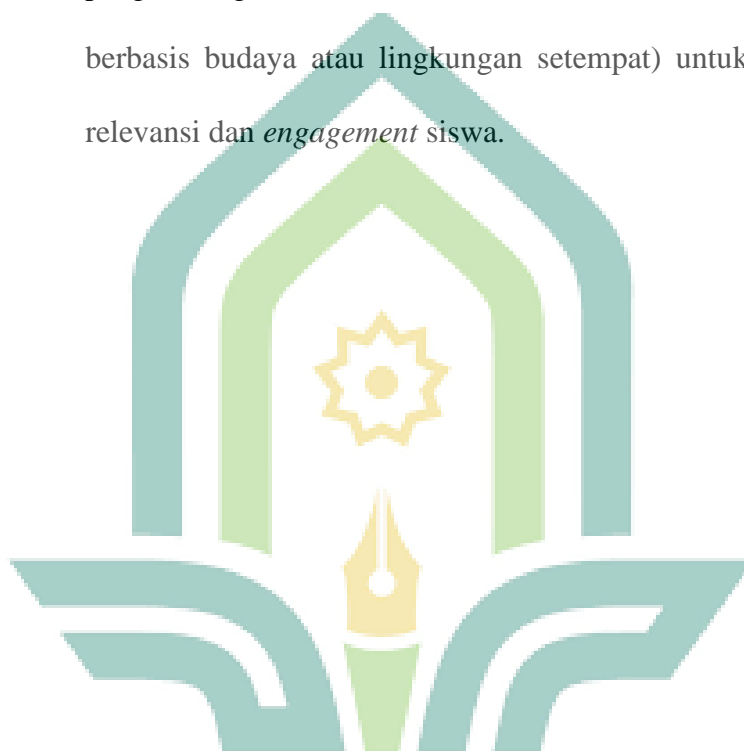 berbasis budaya atau lingkungan setempat) untuk
relevansi dan engagement siswa.